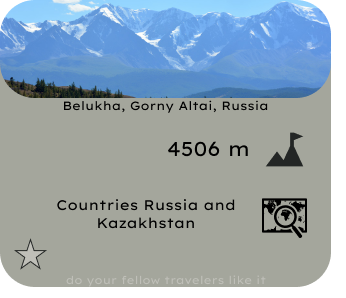 Belukha, Gorny Altai, Russia
4506 m
Countries Russia and
Kazakhstan
do your fellow travelers like it